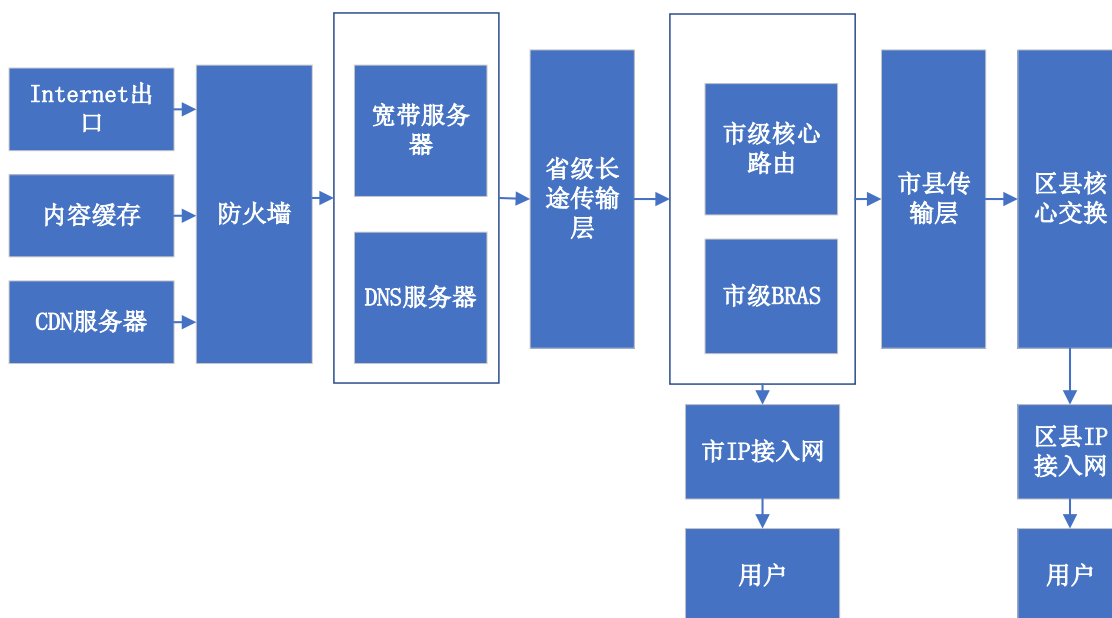 Internet出
口
内容缓存
CDN服务器
防火墙
宽带服务
器
DNS服务器
省级长
途传输
层
市级核心
路由
市级BRAS
市县传
输层
区县核
心交换
市IP接入网
用户
区县IP
接入网
用户